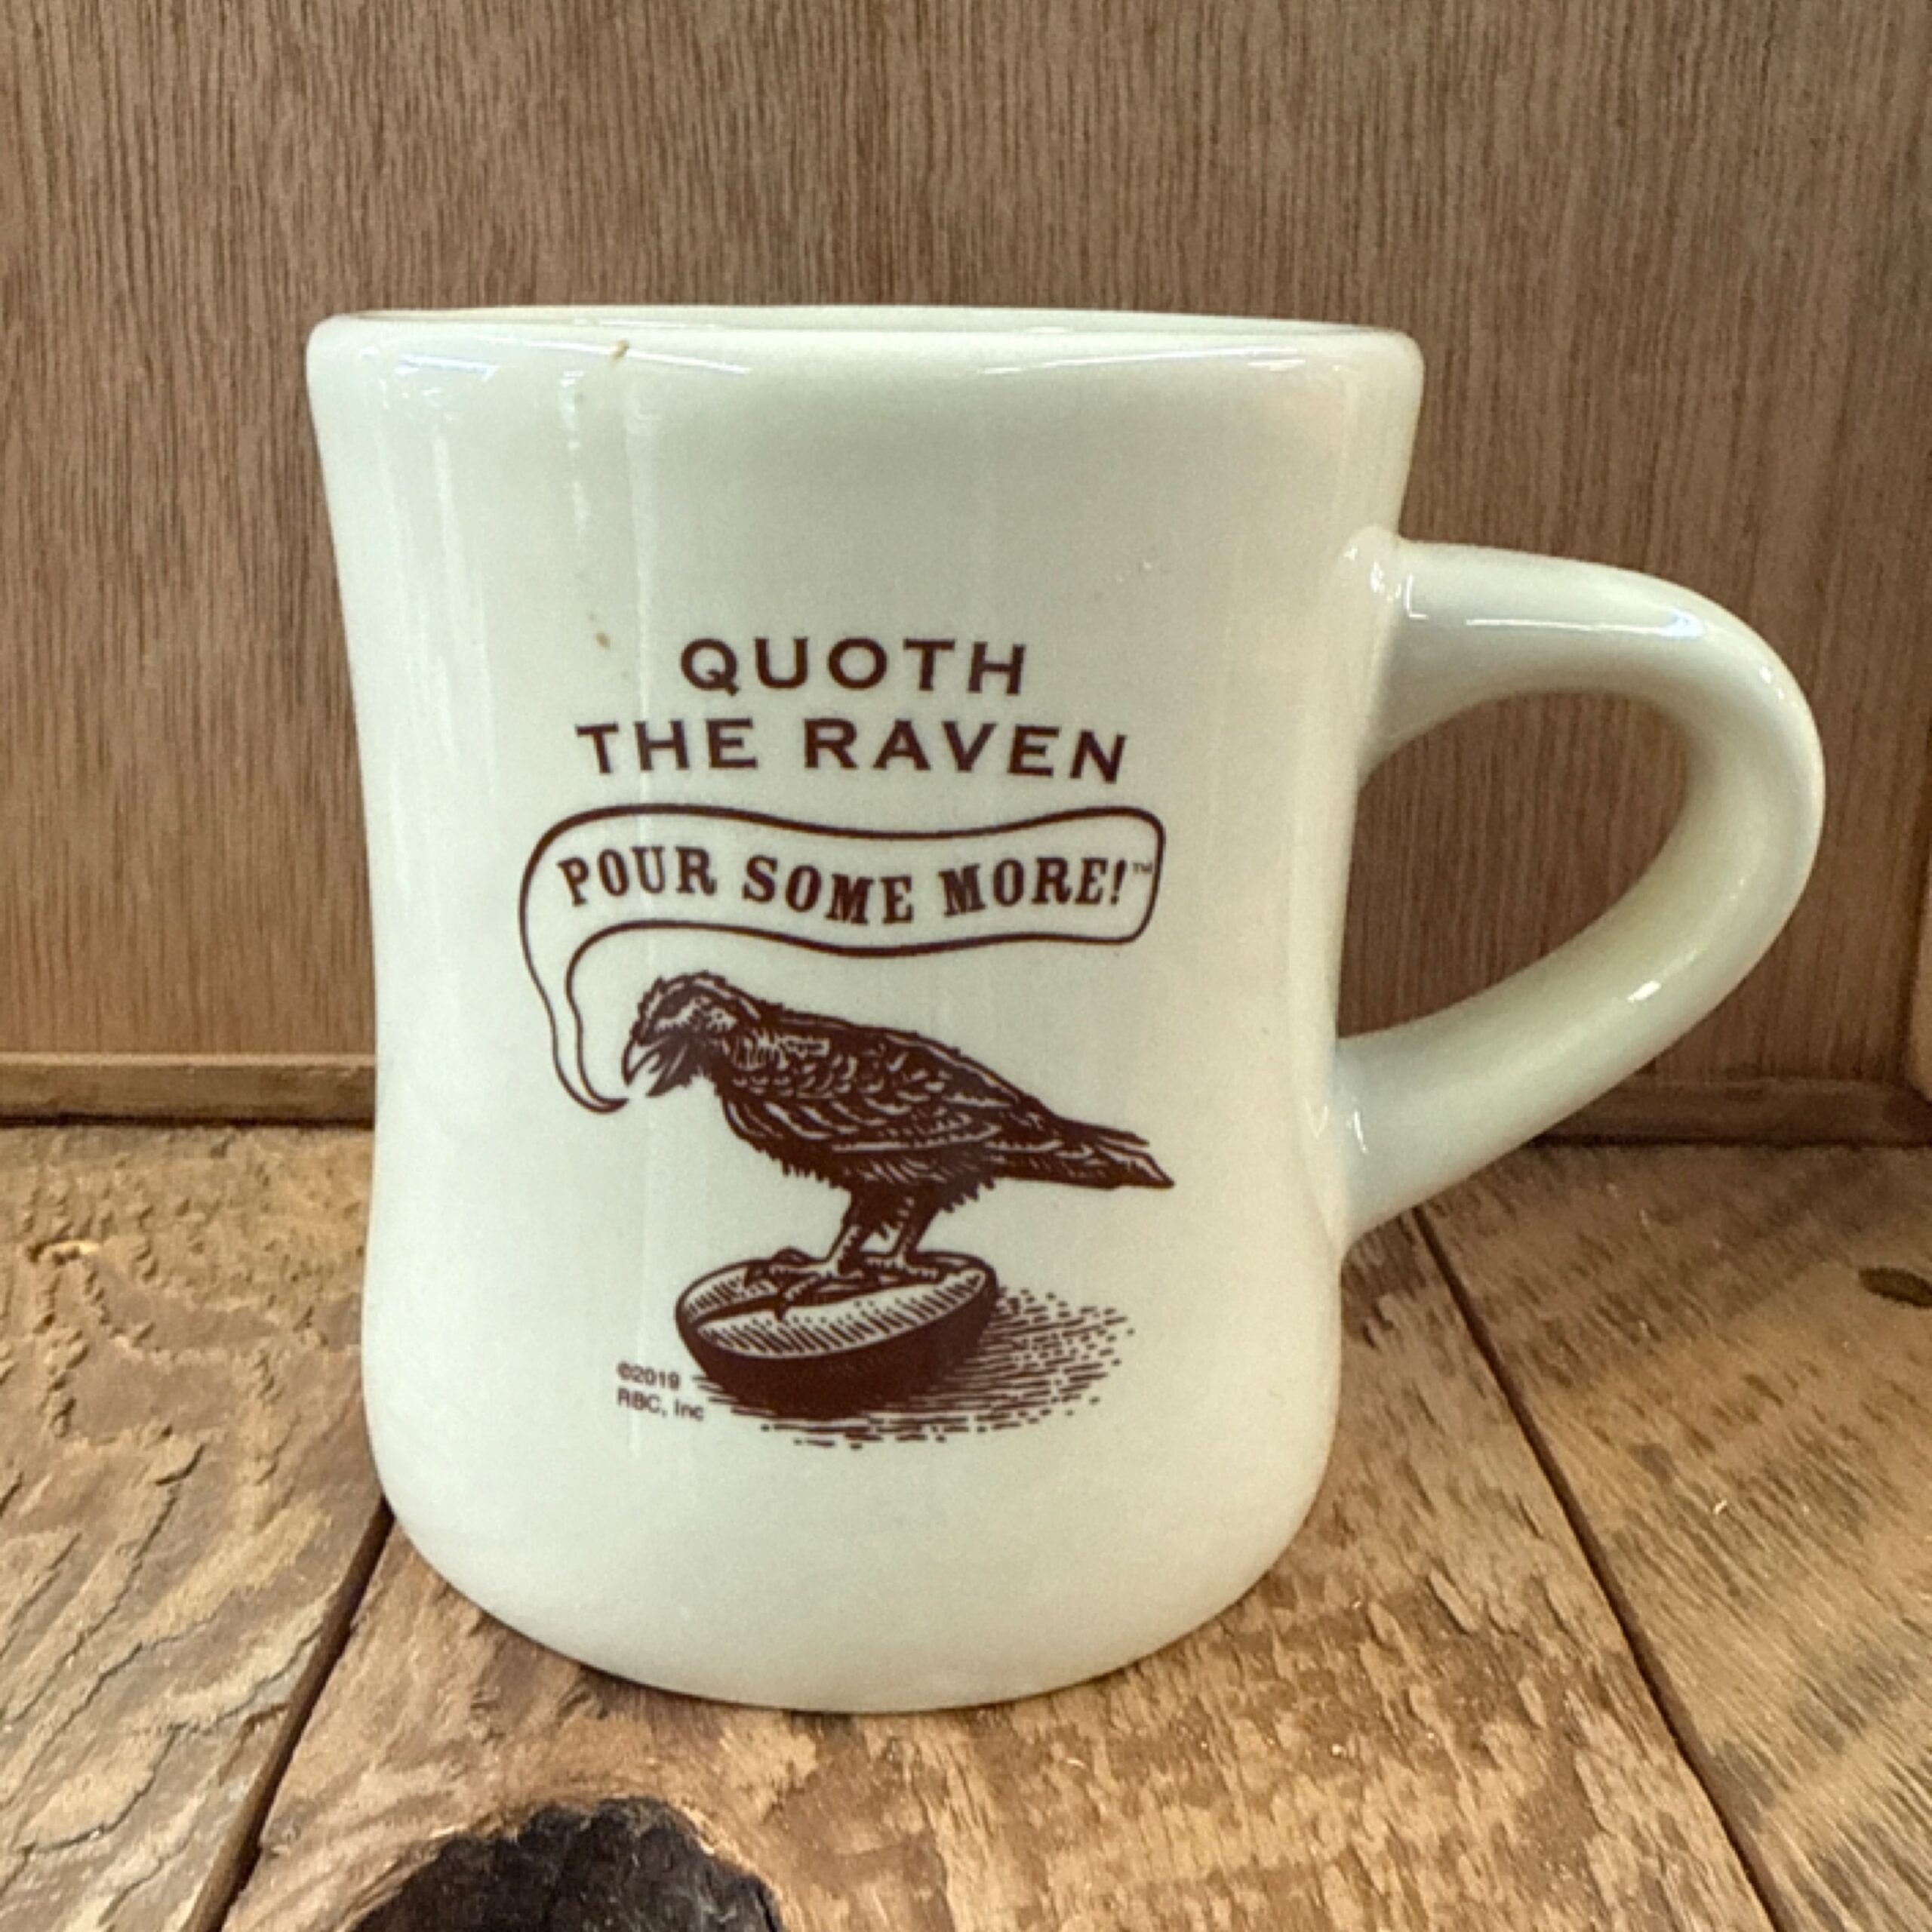 QUOTH
THE RAVEN
POUR SOME MORE!™
©2019
RBC, Inc